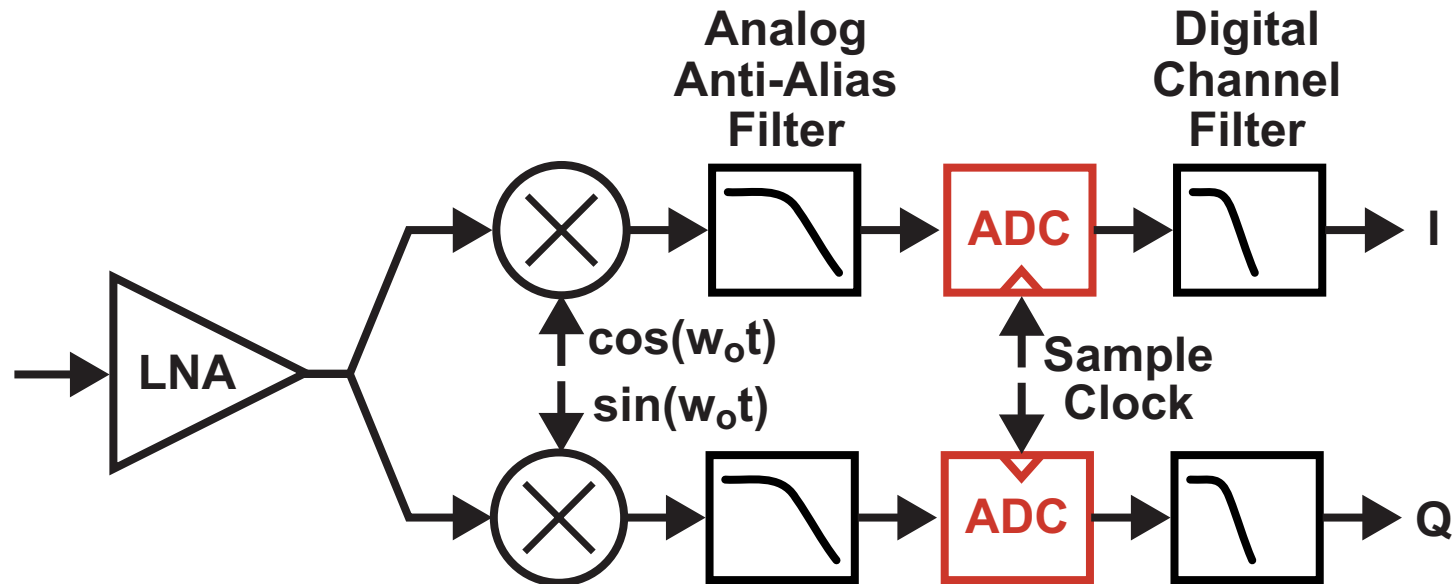 Analog
Anti-Alias
Filter
Digital
Channel
Filter
ADC
I
LNA
cos(wot)
sin(wot)
Sample
Clock
ADC
Q